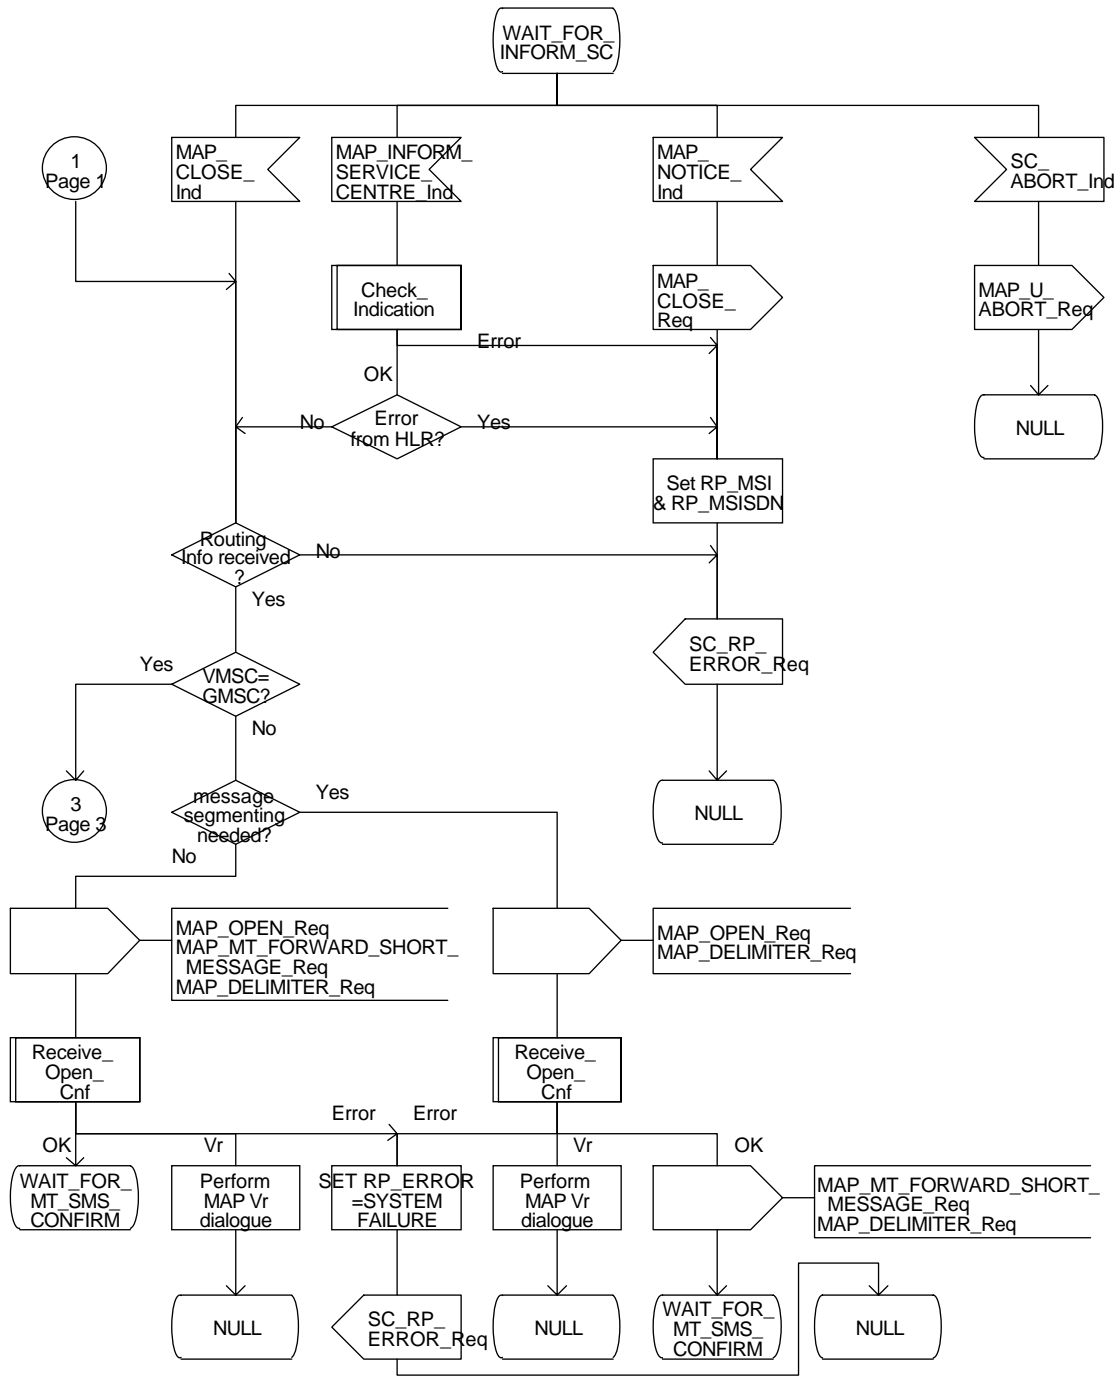 WAIT_FOR_
INFORM_SC
1
Page 1
MAP_
CLOSE_
Ind
MAP_INFORM_
SERVICE_
CENTRE_Ind
MAP_
NOTICE_
Ind
SC_
ABORT_Ind
Check_
Indication
MAP_
CLOSE_
Req
MAP_U_
ABORT_Req
Error
OK
No
Error
from HLR?
Yes
NULL
Set RP_MSI
& RP_MSISDN
Routing
Info received
?
No
Yes
SC_RP_
ERROR_Req
Yes
VMSC=
GMSC?
No
3
Page 3
message
segmenting
needed?
Yes
NULL
No
MAP_OPEN_Req
MAP_MT_FORWARD_SHORT_
MESSAGE_Req
MAP_DELIMITER_Req
MAP_OPEN_Req
MAP_DELIMITER_Req
Receive_
Open_
Cnf
Receive_
Open_
Cnf
Error
Error
OK
Vr
Vr
OK
WAIT_FOR_
MT_SMS_
CONFIRM
Perform
MAP Vr
dialogue
SET RP_ERROR
=SYSTEM
FAILURE
Perform
MAP Vr
dialogue
MAP_MT_FORWARD_SHORT_
MESSAGE_Req
MAP_DELIMITER_Req
NULL
SC_RP_
ERROR_Req
NULL
WAIT_FOR_
MT_SMS_
CONFIRM
NULL